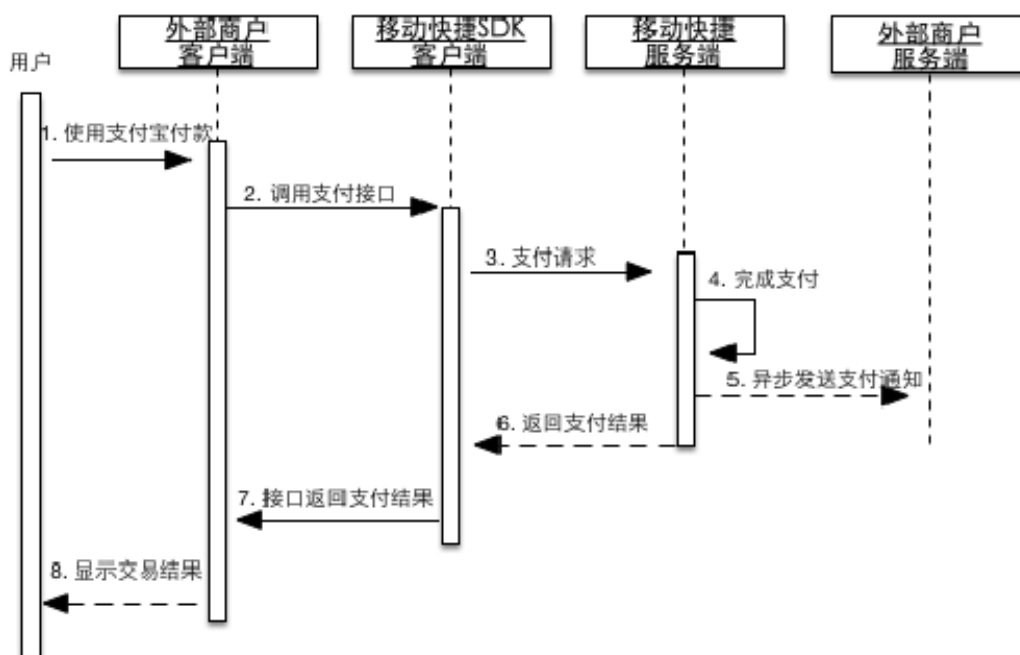 外部商户
客户端
移动快捷SDK
客户端
移动快捷
服务端
外部商户
服务端
用户
1. 使用支付宝付款
2. 调用支付接口
3. 支付请求
4. 完成支付
5. 异步发送支付通知
6. 返回支付结果
7. 接口返回支付结果
8. 显示交易结果